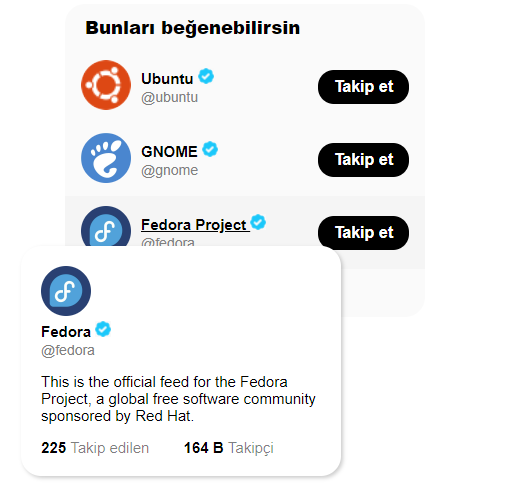 Bunları beğenebilirsin
Ubuntu
@ubuntu
Takip et
GNOME
@gnome
Takip et
Fedora Project
@fedora
Takip et
Fedora
@fedora
This is the official feed for the Fedora
Project, a global free software community
sponsored by Red Hat.
225 Takip edilen 164 B Takipçi